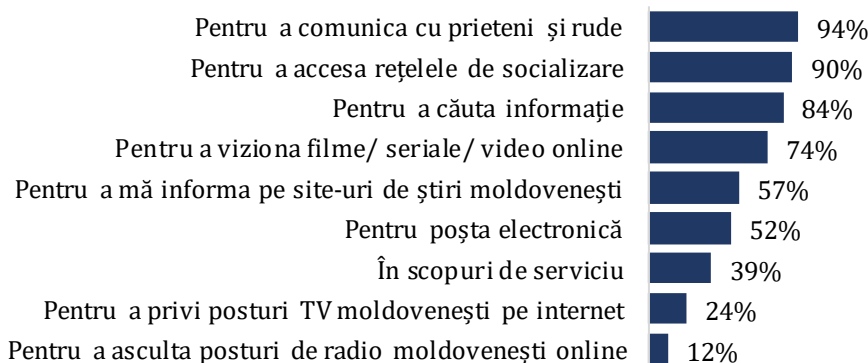 Pentru a comunica cu prieteni și rude 94%
Pentru a accesa rețelele de socializare 90%
Pentru a căuta informație 84%
Pentru a viziona filme/ seriale/ video online 74%
Pentru a mă informa pe site-uri de știri moldovenești 57%
Pentru poșta electronică 52%
În scopuri de serviciu 39%
Pentru a privi posturi TV moldovenești pe internet 24%
Pentru a asculta posturi de radio moldovenești online 12%